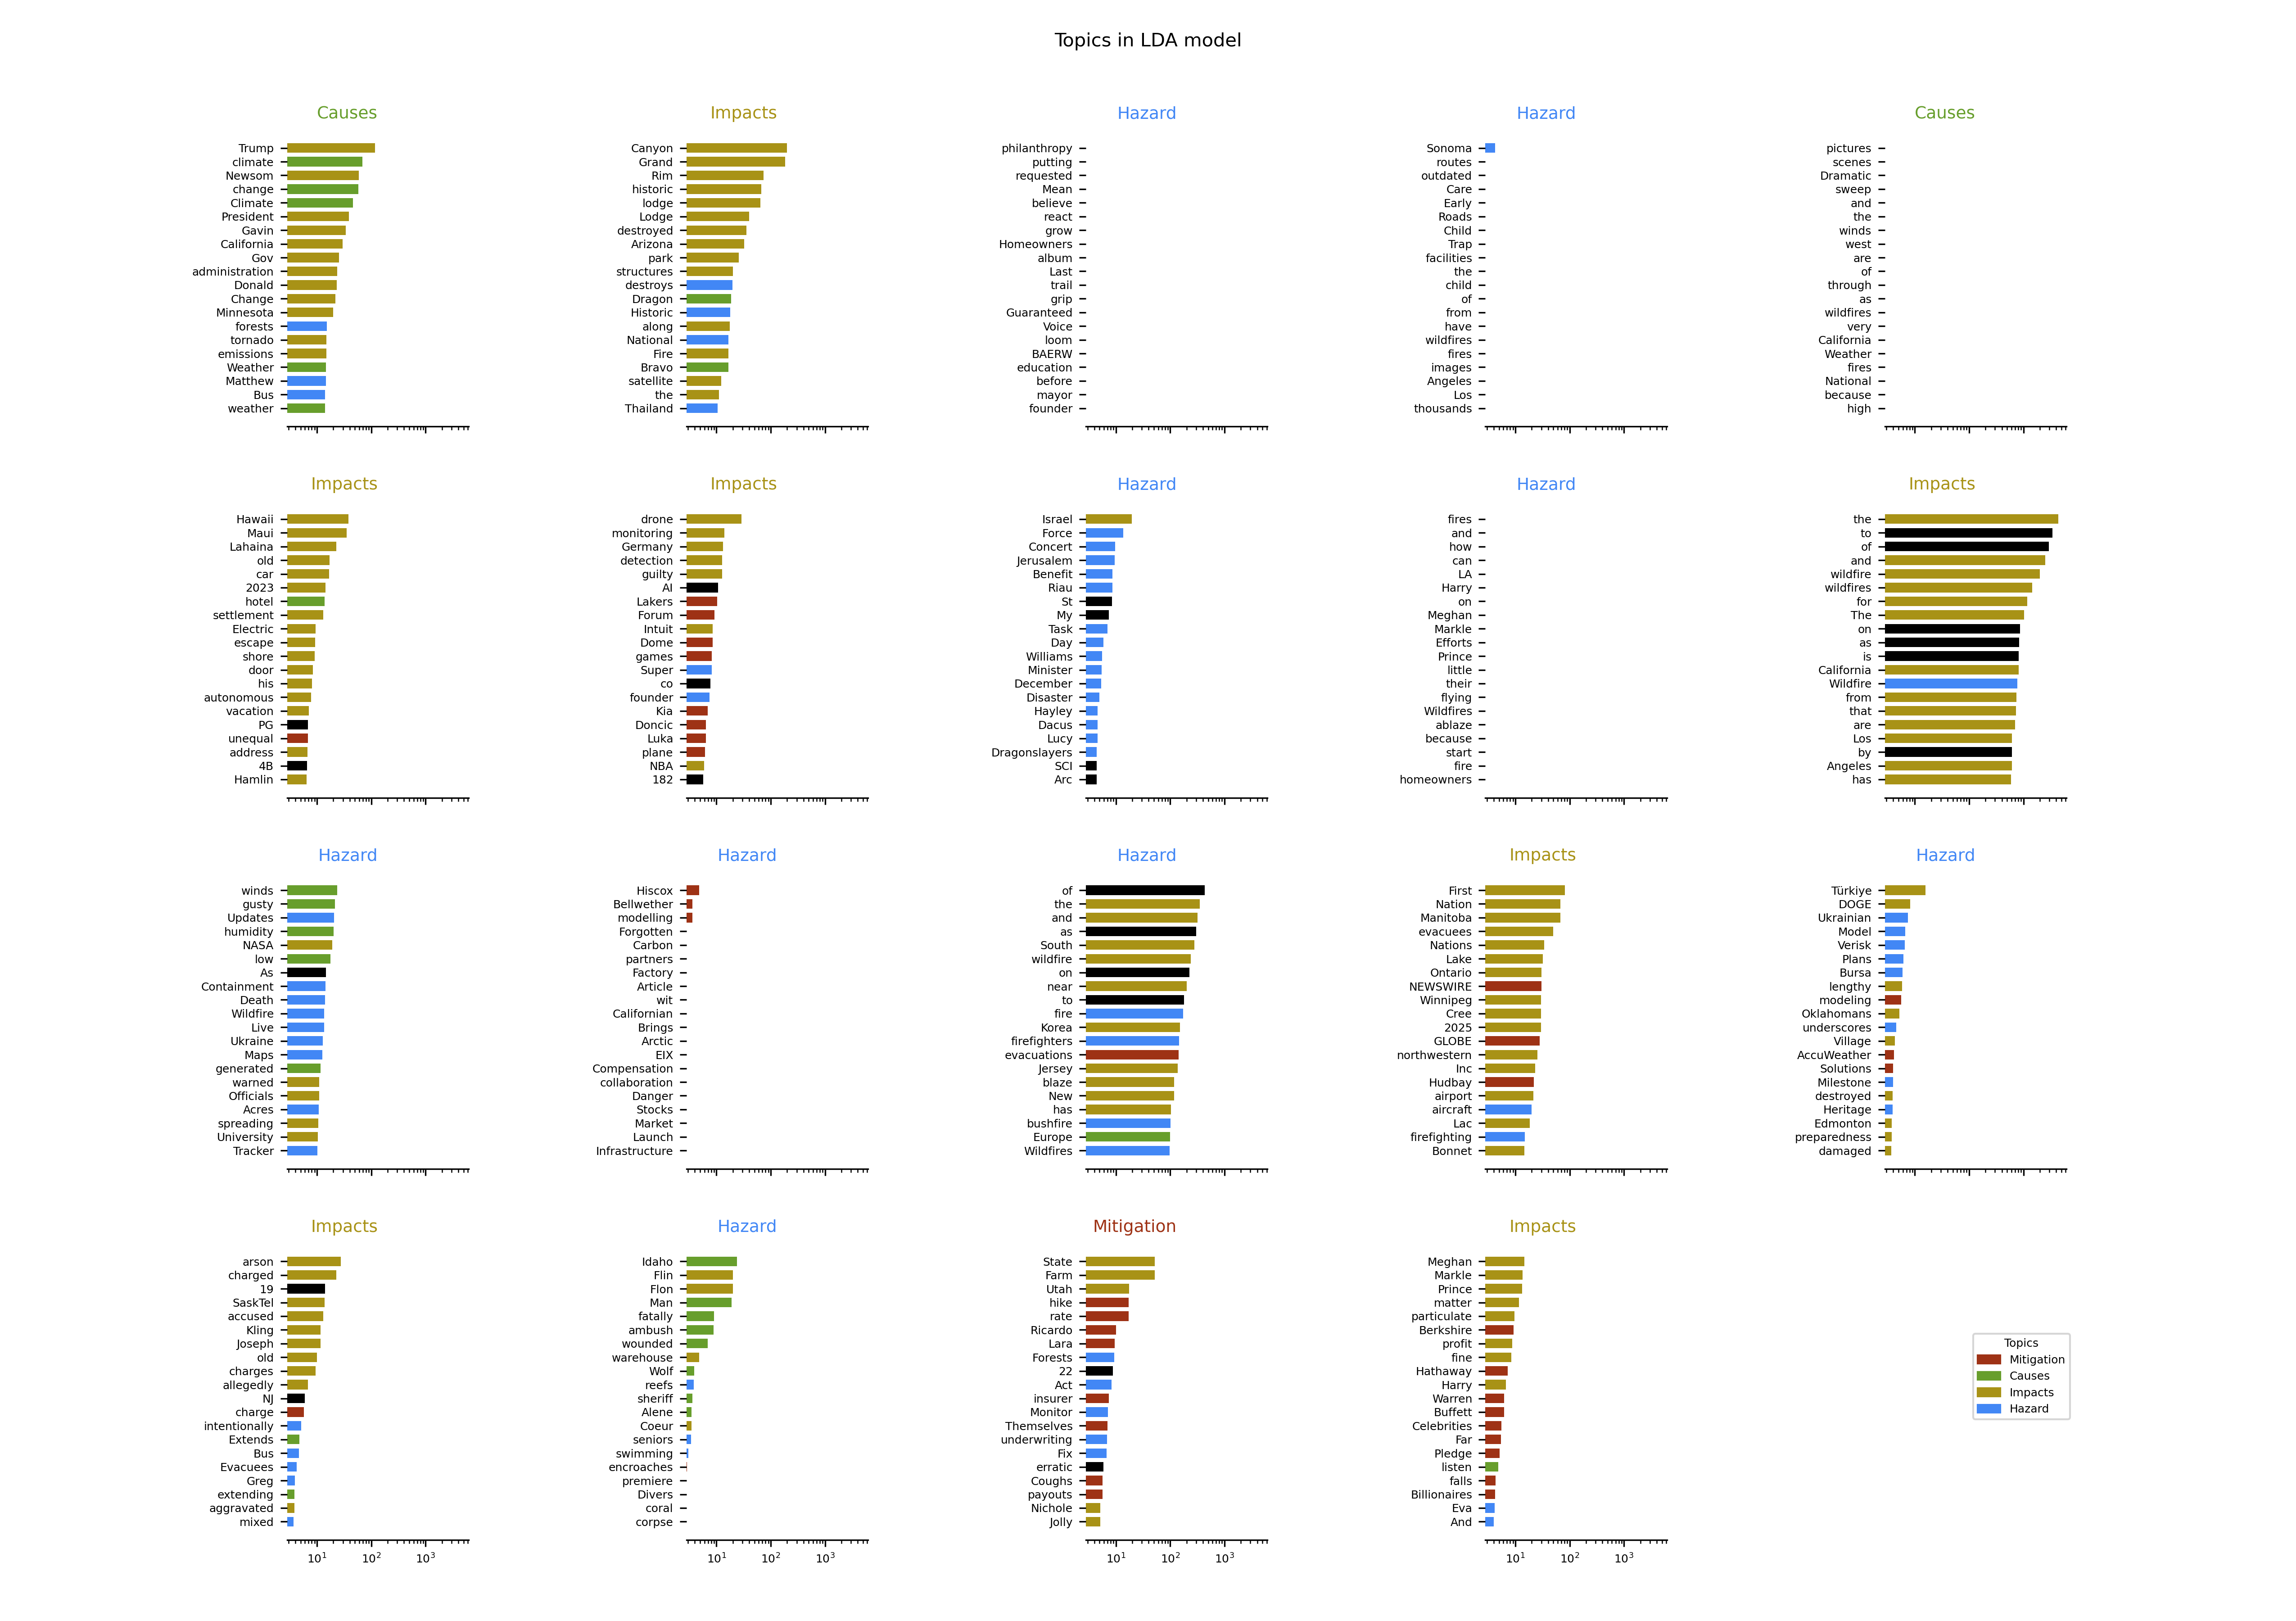 Topics in LDA model
Causes
Trump
climate
Newsom
change
Climate
President
Gavin
California
Gov
administration
Donald
Change
Minnesota
forests
tornado
emissions
Weather
Matthew
Bus
weather
Impacts
Canyon
Grand
Rim
historic
lodge
Lodge
destroyed
Arizona
park
structures
destroys
Dragon
Historic
along
National
Fire
Bravo
satellite
the
Thailand
Hazard
philanthropy
putting
requested
Mean
believe
react
grow
Homeowners
album
Last
trail
grip
Guaranteed
Voice
loom
BAERW
education
before
mayor
founder
Hazard
Sonoma
routes
outdated
Care
Early
Roads
Child
Trap
facilities
the
child
of
from
have
wildfires
fires
images
Angeles
Los
thousands
Causes
pictures
scenes
Dramatic
sweep
and
the
winds
west
are
of
through
as
wildfires
very
California
Weather
fires
National
because
high
Impacts
Hawaii
Maui
Lahaina
old
car
2023
hotel
settlement
Electric
escape
shore
door
his
autonomous
vacation
PG
unequal
address
4B
Hamlin
Impacts
drone
monitoring
Germany
detection
guilty
AI
Lakers
Forum
Intuit
Dome
games
Super
co
founder
Kia
Doncic
Luka
plane
NBA
182
Hazard
Israel
Force
Concert
Jerusalem
Benefit
Riau
St
My
Task
Day
Williams
Minister
December
Disaster
Hayley
Dacus
Lucy
Dragonslayers
SCI
Arc
Hazard
fires
and
how
can
LA
Harry
on
Meghan
Markle
Efforts
Prince
little
their
flying
Wildfires
ablaze
because
start
fire
homeowners
Impacts
the
to
of
and
wildfire
wildfires
for
The
on
as
is
California
Wildfire
from
that
are
Los
by
Angeles
has
Hazard
winds
gusty
Updates
humidity
NASA
low
As
Containment
Death
Wildfire
Live
Ukraine
Maps
generated
warned
Officials
Acres
spreading
University
Tracker
Hazard
Hiscox
Bellwether
modelling
Forgotten
Carbon
partners
Factory
Article
wit
Californian
Brings
Arctic
EIX
Compensation
collaboration
Danger
Stocks
Market
Launch
Infrastructure
Hazard
of
the
and
as
South
wildfire
on
near
to
fire
Korea
firefighters
evacuations
Jersey
blaze
New
has
bushfire
Europe
Wildfires
Impacts
First
Nation
Manitoba
evacuees
Nations
Lake
Ontario
NEWSWIRE
Winnipeg
Cree
2025
GLOBE
northwestern
Inc
Hudbay
airport
aircraft
Lac
firefighting
Bonnet
Hazard
Türkiye
DOGE
Ukrainian
Model
Verisk
Plans
Bursa
lengthy
modeling
Oklahomans
underscores
Village
AccuWeather
Solutions
Milestone
destroyed
Heritage
Edmonton
preparedness
damaged
Impacts
arson
charged
19
SaskTel
accused
Kling
Joseph
old
charges
allegedly
NJ
charge
intentionally
Extends
Bus
Evacuees
Greg
extending
aggravated
mixed
10¹ 10² 10³
Hazard
Idaho
Flin
Flon
Man
fatally
ambush
wounded
warehouse
Wolf
reefs
sheriff
Alene
Coeur
seniors
swimming
encroaches
premiere
Divers
coral
corpse
10¹ 10² 10³
Mitigation
State
Farm
Utah
hike
rate
Ricardo
Lara
Forests
22
Act
insurer
Monitor
Themselves
underwriting
Fix
erratic
Coughs
payouts
Nichole
Jolly
10¹ 10² 10³
Impacts
Meghan
Markle
Prince
matter
particulate
Berkshire
profit
fine
Hathaway
Harry
Warren
Buffett
Celebrities
Far
Pledge
listen
falls
Billionaires
Eva
And
10¹ 10² 10³
Topics
Mitigation
Causes
Impacts
Hazard